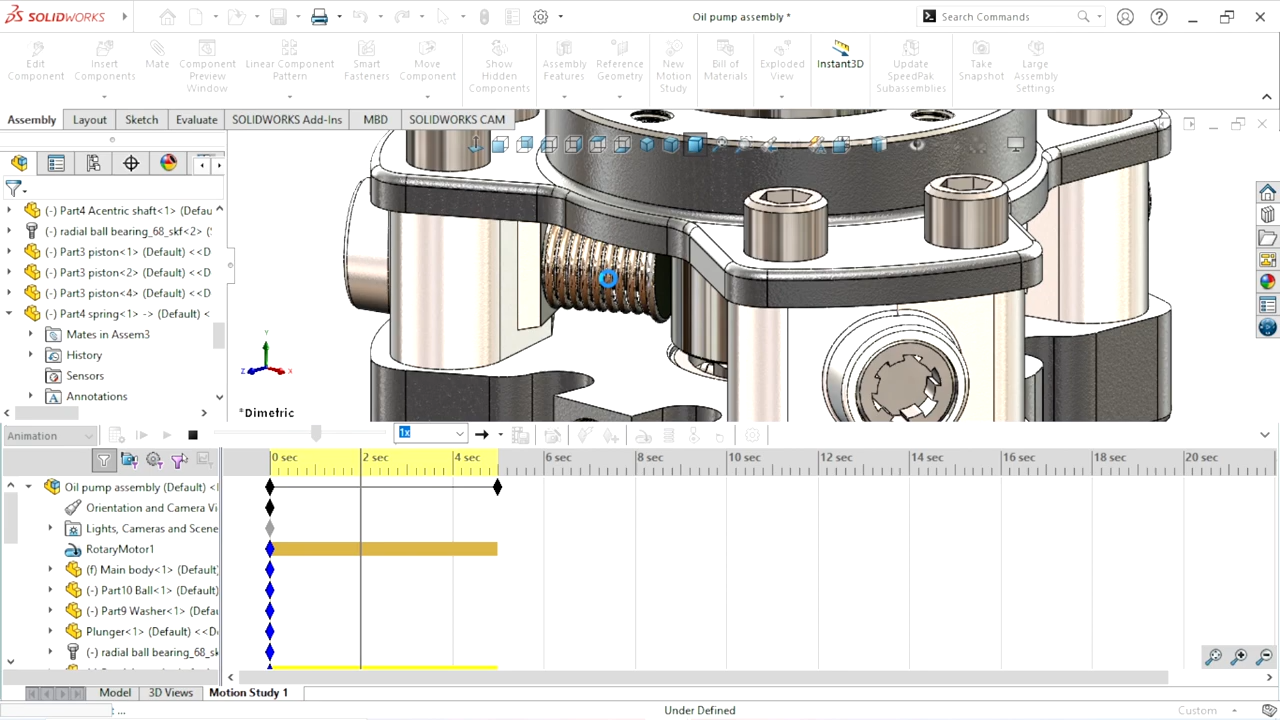 SOLIDWORKS
Oil pump assembly *
Search Commands
Edit Component
Insert Components
Mate
Component Preview Window
Linear Component Pattern
Smart Fasteners
Move Component
Show Hidden Components
Assembly Features
Reference Geometry
New Motion Study
Bill of Materials
Exploded View
Instant3D
Update SpeedPak Subassemblies
Take Snapshot
Large Assembly Settings
Assembly
Layout
Sketch
Evaluate
SOLIDWORKS Add-Ins
MBD
SOLIDWORKS CAM
(-) Part4 Acentric shaft<1> (Defau
(-) radial ball bearing_68_skf<2> (
(-) Part3 piston<1> (Default) <<D
(-) Part3 piston<2> (Default) <<D
(-) Part3 piston<4> (Default) <<D
(-) Part4 spring<1> -> (Default) <
Mates in Assem3
History
Sensors
Annotations
Y
Z
X
*Dimetric
Animation
1x
0 sec
2 sec
4 sec
6 sec
8 sec
10 sec
12 sec
14 sec
16 sec
18 sec
20 sec
Oil pump assembly (Default) <
Orientation and Camera Vi
Lights, Cameras and Scene
RotaryMotor1
(f) Main body<1> (Default)
(-) Part10 Ball<1> (Default
(-) Part9 Washer<1> (Defau
Plunger<1> (Default) <<D
(-) radial ball bearing_68_sk
Model
3D Views
Motion Study 1
: ...
Under Defined
Custom